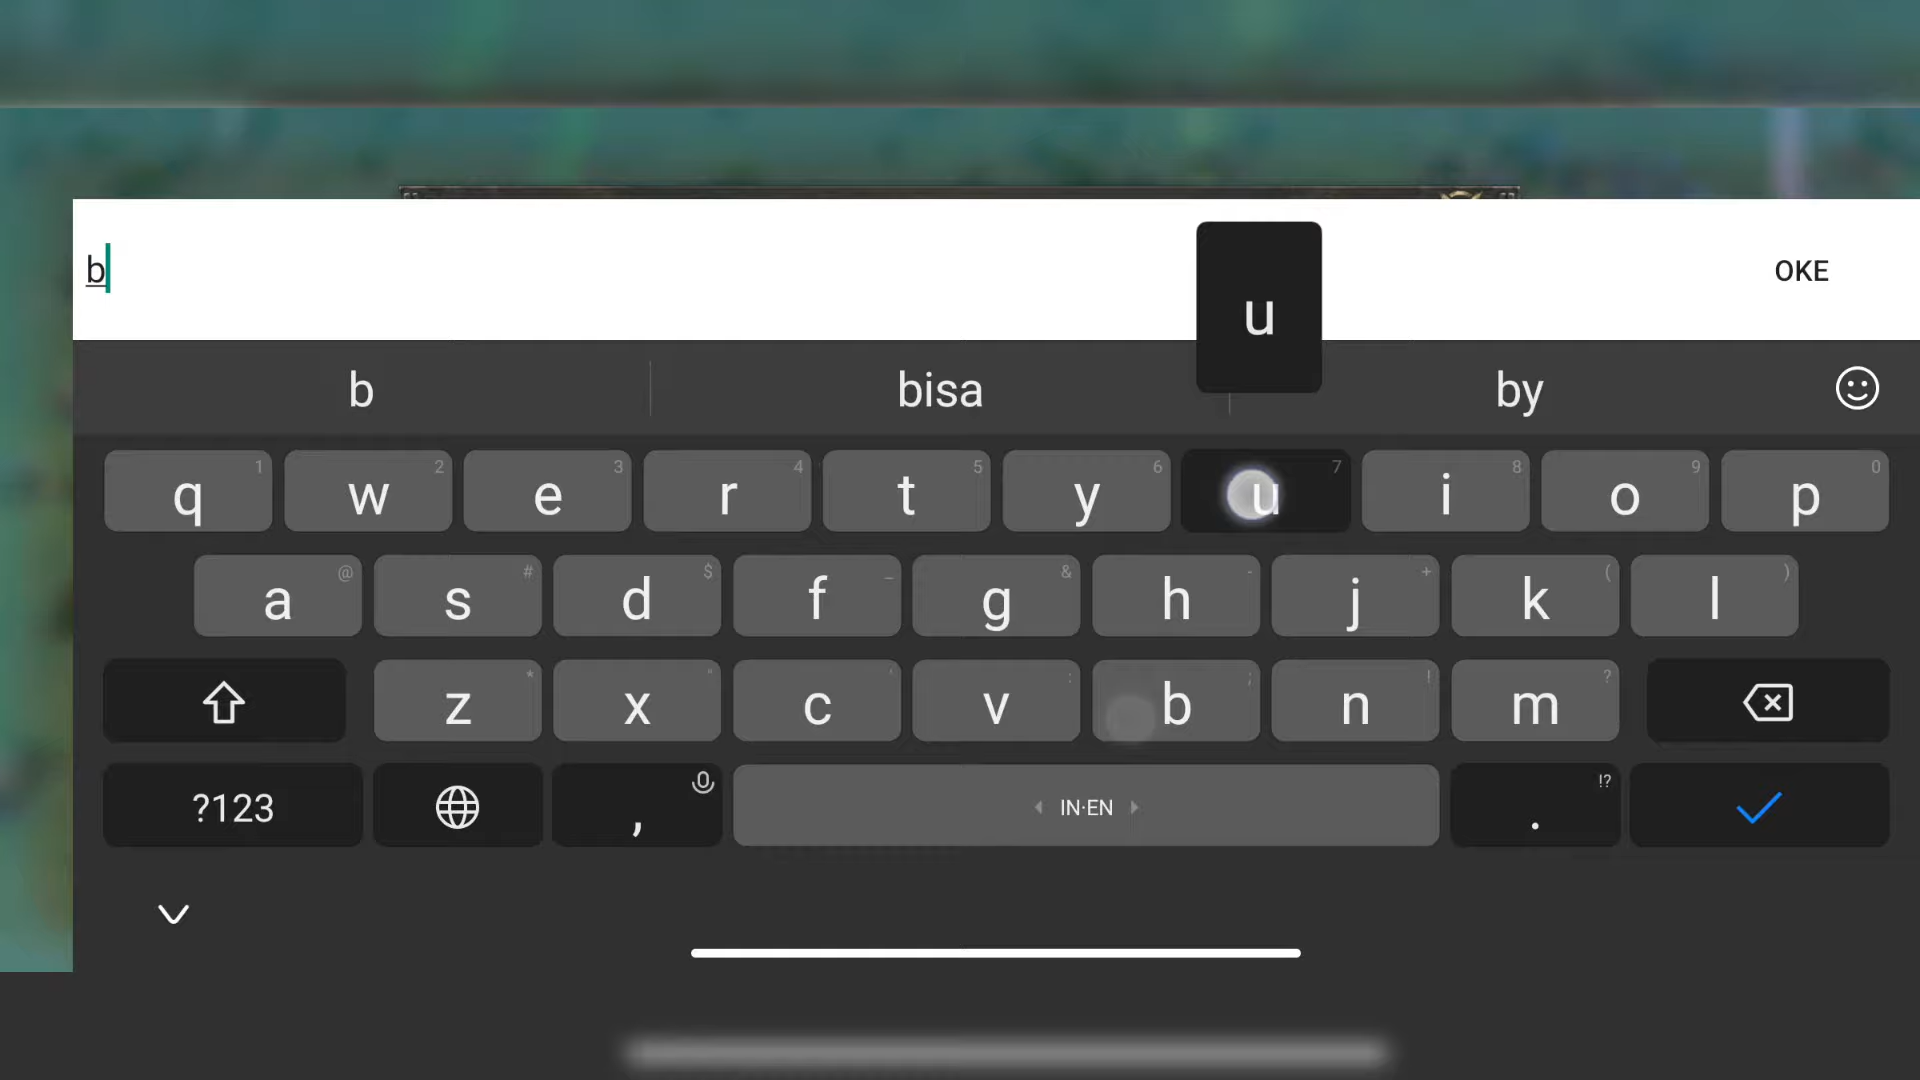 b
OKE
u
b bisa by
q 1 w 2 e 3 r 4 t 5 y 6 u 7 i 8 o 9 p 0
a @ s # d $ f _ g & h - j + k ( l )
z * x " c ' v : b ; n ! m ?
?123 , IN·EN . !?